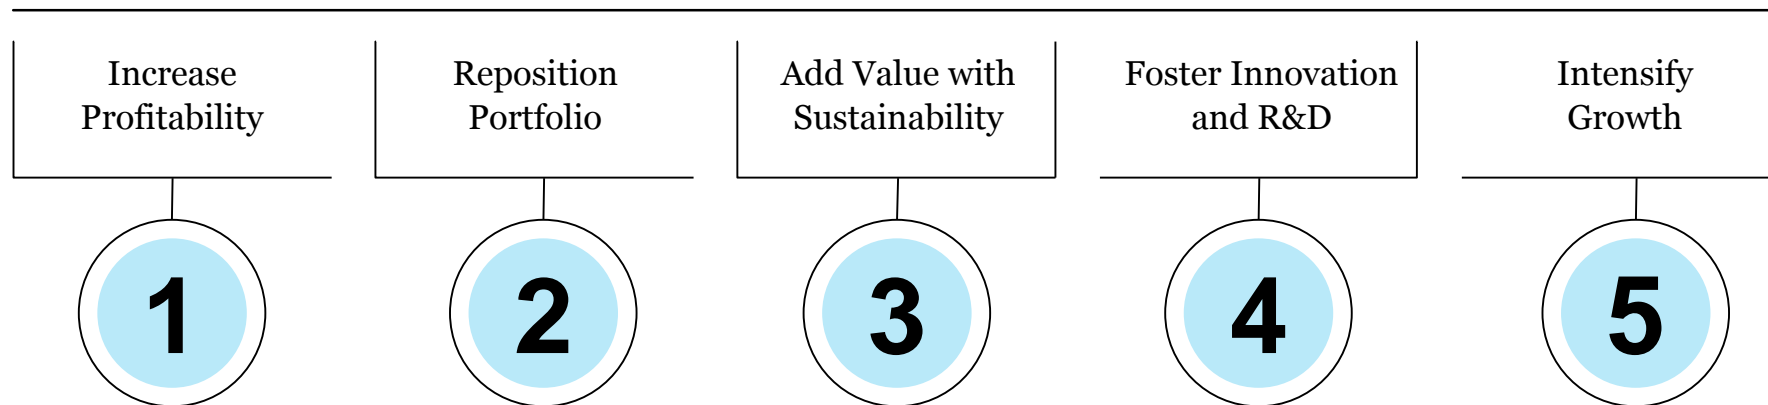 Increase
Profitability
Reposition
Portfolio
Add Value with
Sustainability
Foster Innovation
and R&D
Intensify
Growth
1
2
3
4
5